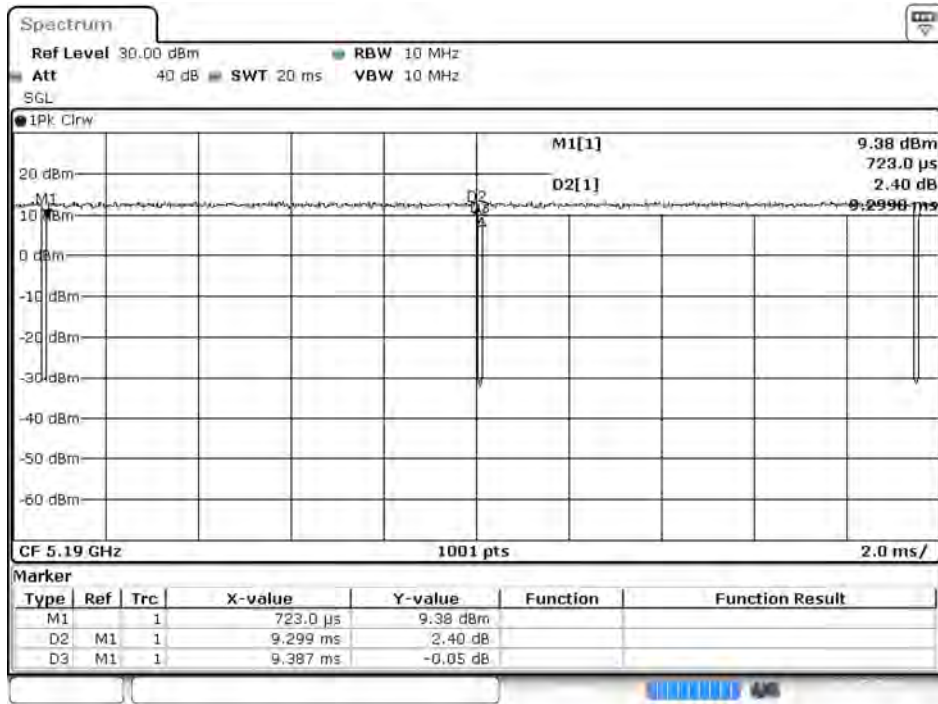 Spectrum
Ref Level 30.00 dBm RBW 10 MHz
Att 40 dB SWT 20 ms VBW 10 MHz
SGL
1Pk Clrw
M1[1] 9.38 dBm
723.0 µs
20 dBm
D2[1] 2.40 dB
M1 D2
10 dBm 9.2990 ms
0 dBm
-10 dBm
-20 dBm
-30 dBm
-40 dBm
-50 dBm
-60 dBm
CF 5.19 GHz 1001 pts 2.0 ms/
Marker
Type Ref Trc X-value Y-value Function Function Result
M1 1 723.0 µs 9.38 dBm
D2 M1 1 9.299 ms 2.40 dB
D3 M1 1 9.387 ms -0.05 dB